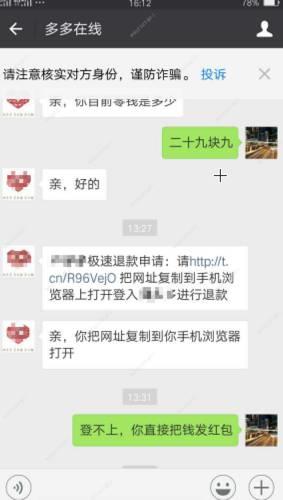 16:12
78%
多多在线
请注意核实对方身份，谨防诈骗。 投诉
亲，你目前零钱是多少
二十九块九
亲，好的
13:27
极速退款申请：请http://t.
cn/R96VejO 把网址复制到手机浏
览器上打开登入 进行退款
亲，你把网址复制到你手机浏览器
打开
13:31
登不上，你直接把钱发红包